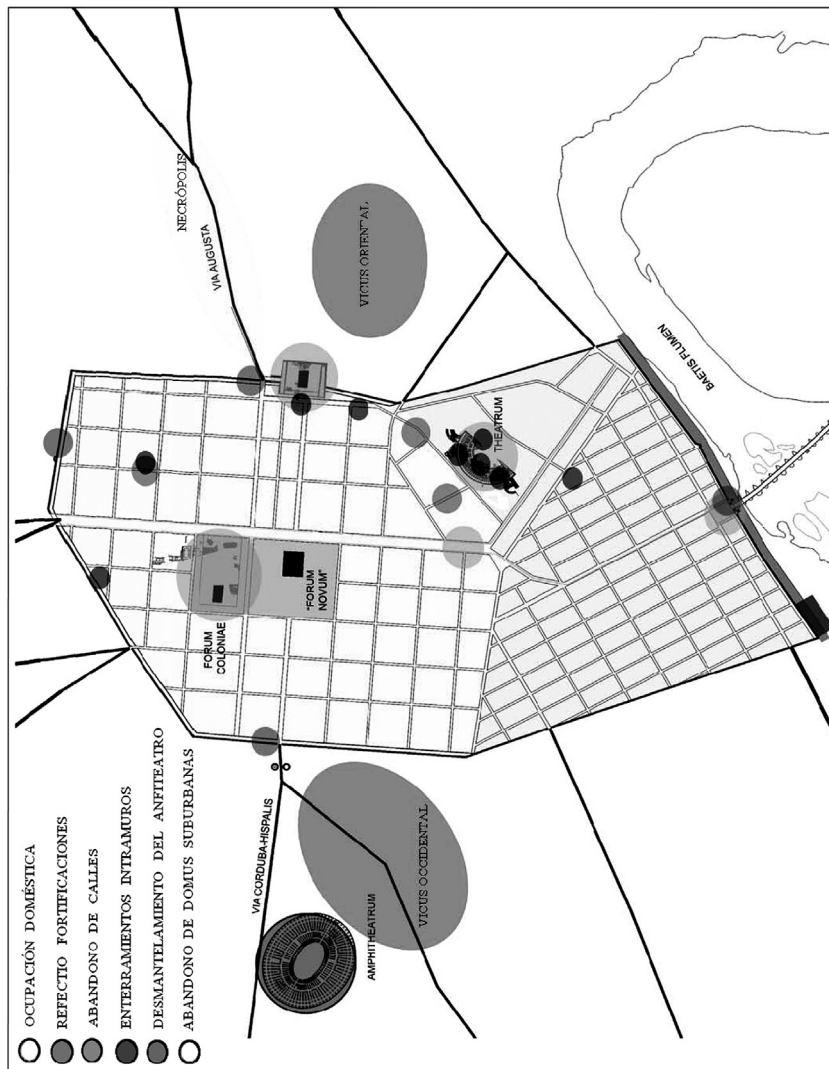 NECRÓPOLIS
VIA AUGUSTA
VICUS ORIENTAL
BAETIS FLUMEN
THEATRUM
"FORUM
NOVUM"
FORUM
COLONIAE
VIA CORDUBA-HISPALIS
VICUS OCCIDENTAL
AMPHITHEATRUM
OCUPACIÓN DOMÉSTICA
REFECTIO FORTIFICACIONES
ABANDONO DE CALLES
ENTERRAMIENTOS INTRAMUROS
DESMANTELAMIENTO DEL ANFITEATRO
ABANDONO DE DOMUS SUBURBANAS